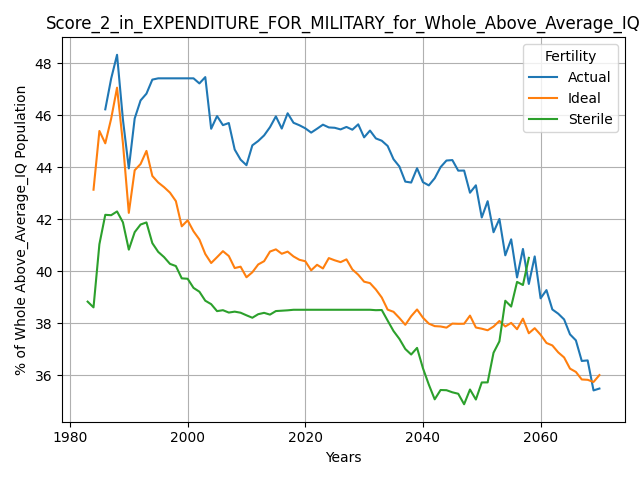 Score_2_in_EXPENDITURE_FOR_MILITARY_for_Whole_Above_Average_IQ
Fertility
Actual
Ideal
Sterile
% of Whole Above_Average_IQ Population
48
46
44
42
40
38
36
1980
2000
2020
2040
2060
Years